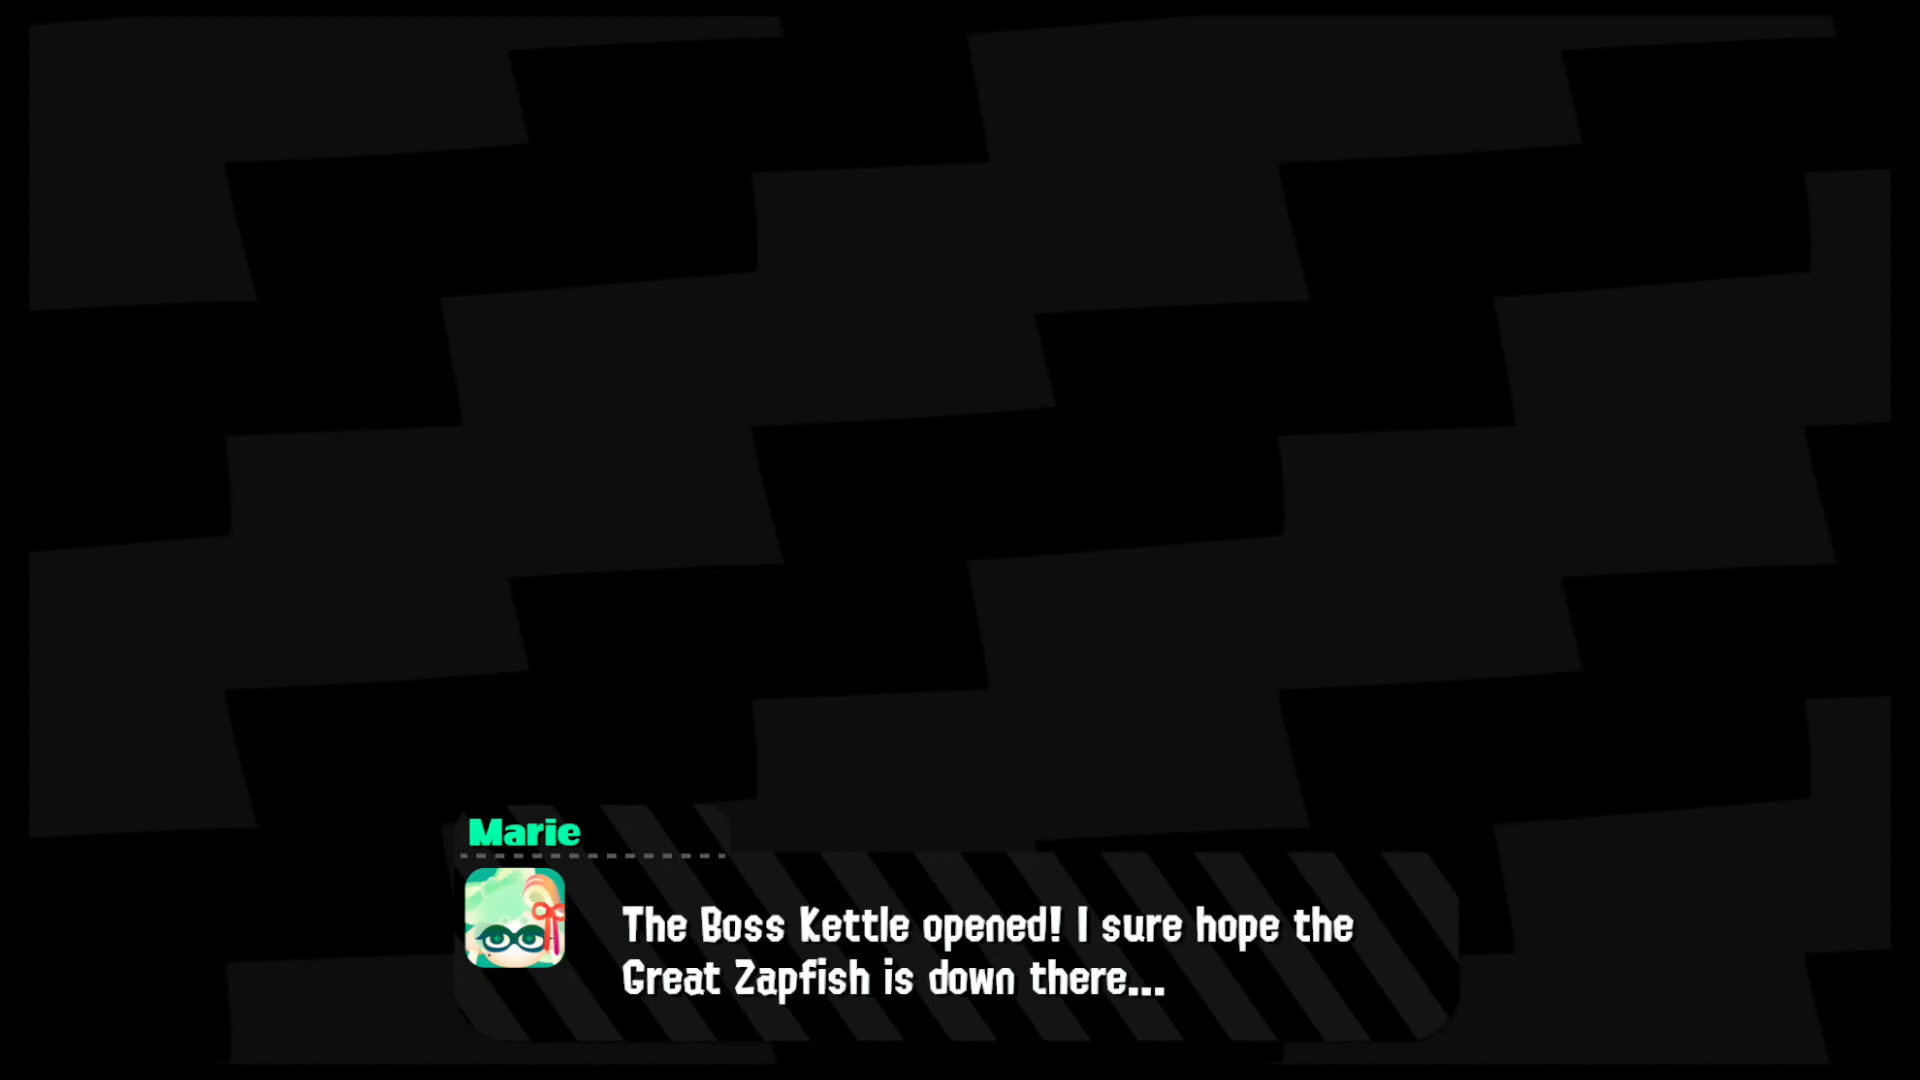 Marie
The Boss Kettle opened! I sure hope the
Great Zapfish is down there...